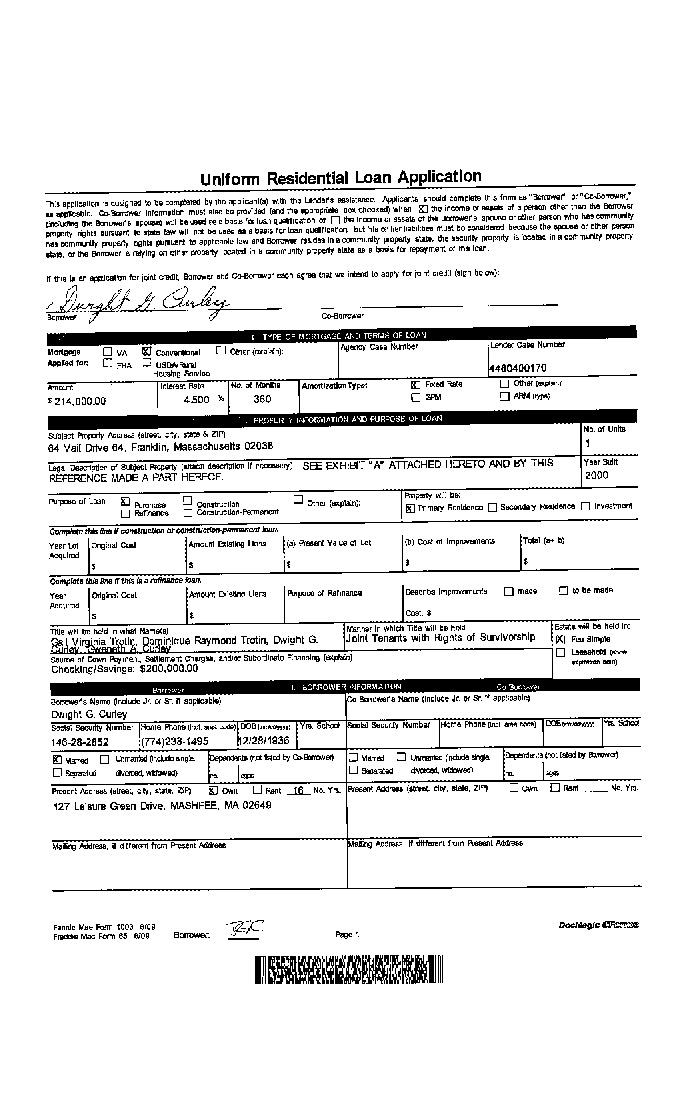 Uniform Residential Loan Application
This application is designed to be completed by the applicant(s) with the Lender's assistance. Applicants should complete this form as "Borrower" or "Co-Borrower,"
as applicable. Co-Borrower information must also be provided (and the appropriate box checked) when the income or assets of a person other than the Borrower
(including the Borrower's spouse) will be used as a basis for loan qualification or the income or assets of the Borrower's spouse or other person who has community
property rights pursuant to state law will not be used as a basis for loan qualification, but his or her liabilities must be considered because the spouse or other person
has community property rights pursuant to applicable law and Borrower resides in a community property state, the security property is located in a community property
state, or the Borrower is relying on other property located in a community property state as a basis for repayment of the loan.
If this is an application for joint credit, Borrower and Co-Borrower each agree that we intend to apply for joint credit (sign below):
Dwight G. Curley
Borrower Co-Borrower
I. TYPE OF MORTGAGE AND TERMS OF LOAN
Mortgage Applied for: VA Conventional Other (explain): FHA USDA/Rural Housing Service
Agency Case Number
Lender Case Number
4460400170
Amount $ 214,000.00
Interest Rate 4.500 %
No. of Months 360
Amortization Type: Fixed Rate Other (explain) GPM ARM (type)
PROPERTY INFORMATION AND PURPOSE OF LOAN
Subject Property Address (street, city, state & ZIP) No. of Units
64 Vail Drive 64, Franklin, Massachusetts 02038 1
Legal Description of Subject Property (attach description if necessary) SEE EXHIBIT "A" ATTACHED HERETO AND BY THIS Year Built
REFERENCE MADE A PART HEREOF. 2000
Purpose of Loan Purchase Construction Other (explain): Refinance Construction-Permanent
Property will be: Primary Residence Secondary Residence Investment
Complete this line if construction or construction-permanent loan.
Year Lot Acquired Original Cost Amount Existing Liens (a) Present Value of Lot (b) Cost of Improvements Total (a+ b)
$ $ $ $ $
Complete this line if this is a refinance loan.
Year Acquired Original Cost Amount Existing Liens Purpose of Refinance Describe Improvements made to be made
$ $ Cost: $
Title will be held in what Name(s) Manner in which Title will be held Estate will be held in:
Gail Virginia Trotin, Dominique Raymond Trotin, Dwight G. Joint Tenants with Rights of Survivorship Fee Simple
Curley, Gweneth A. Curley Leasehold (show expiration date)
Source of Down Payment, Settlement Charges, and/or Subordinate Financing (explain)
Checking/Savings: $200,000.00
Borrower I. BORROWER INFORMATION Co-Borrower
Borrower's Name (include Jr. or Sr. if applicable) Co-Borrower's Name (include Jr. or Sr. if applicable)
Dwight G. Curley
Social Security Number Home Phone (incl. area code) DOB (mm/dd/yyyy) Yrs. School Social Security Number Home Phone (incl. area code) DOB (mm/dd/yyyy) Yrs. School
146-28-2652 (774)238-1495 12/28/1936
Married Unmarried (include single, divorced, widowed) Separated Dependents (not listed by Co-Borrower) no. ages
Married Unmarried (include single, divorced, widowed) Separated Dependents (not listed by Borrower) no. ages
Present Address (street, city, state, ZIP) Own Rent 16 No. Yrs. Present Address (street, city, state, ZIP) Own Rent No. Yrs.
127 Leisure Green Drive, MASHPEE, MA 02649
Mailing Address, if different from Present Address Mailing Address, if different from Present Address
Fannie Mae Form 1003 6/09
Freddie Mac Form 65 6/09 Borrower: Page 1
DocMagic